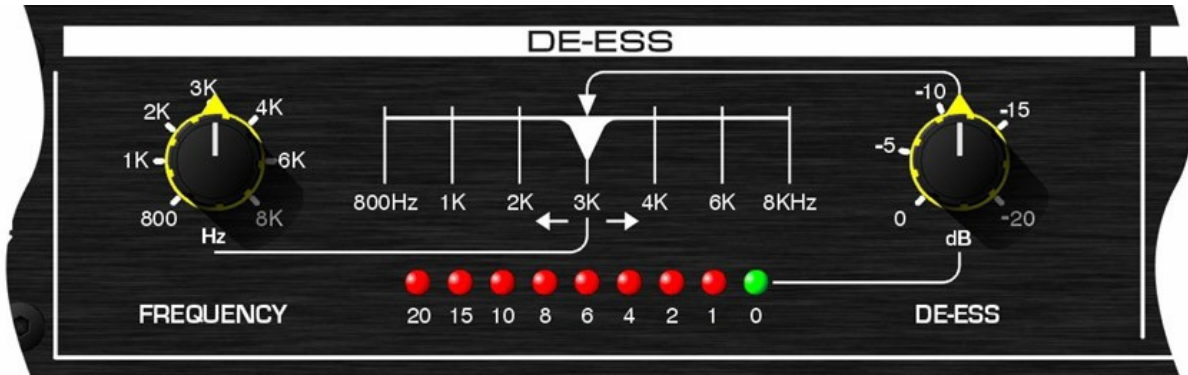 DE-ESS
800 1K 2K 3K 4K 6K 8K
Hz
FREQUENCY
800Hz 1K 2K 3K 4K 6K 8KHz
20 15 10 8 6 4 2 1 0
0 -5 -10 -15 -20
dB
DE-ESS